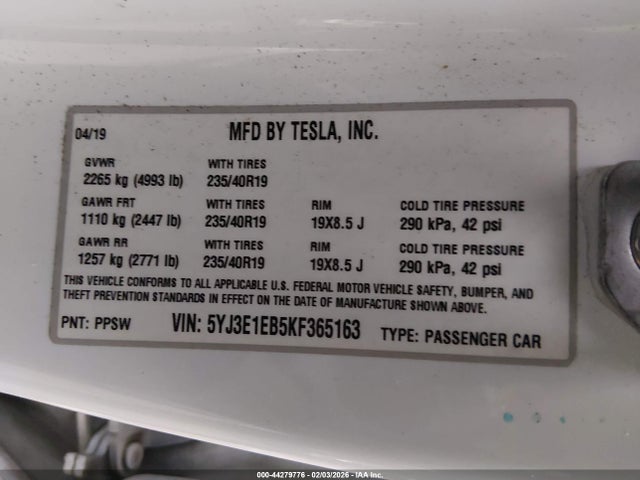 04/19 MFD BY TESLA, INC.
GVWR WITH TIRES
2265 kg (4993 lb) 235/40R19
GAWR FRT WITH TIRES RIM COLD TIRE PRESSURE
1110 kg (2447 lb) 235/40R19 19X8.5 J 290 kPa, 42 psi
GAWR RR WITH TIRES RIM COLD TIRE PRESSURE
1257 kg (2771 lb) 235/40R19 19X8.5 J 290 kPa, 42 psi
THIS VEHICLE CONFORMS TO ALL APPLICABLE U.S. FEDERAL MOTOR VEHICLE SAFETY, BUMPER, AND
THEFT PREVENTION STANDARDS IN EFFECT ON THE DATE OF MANUFACTURE SHOWN ABOVE.
PNT: PPSW VIN: 5YJ3E1EB5KF365163 TYPE: PASSENGER CAR
000-44279776 - 02/03/2026 - IAA Inc.